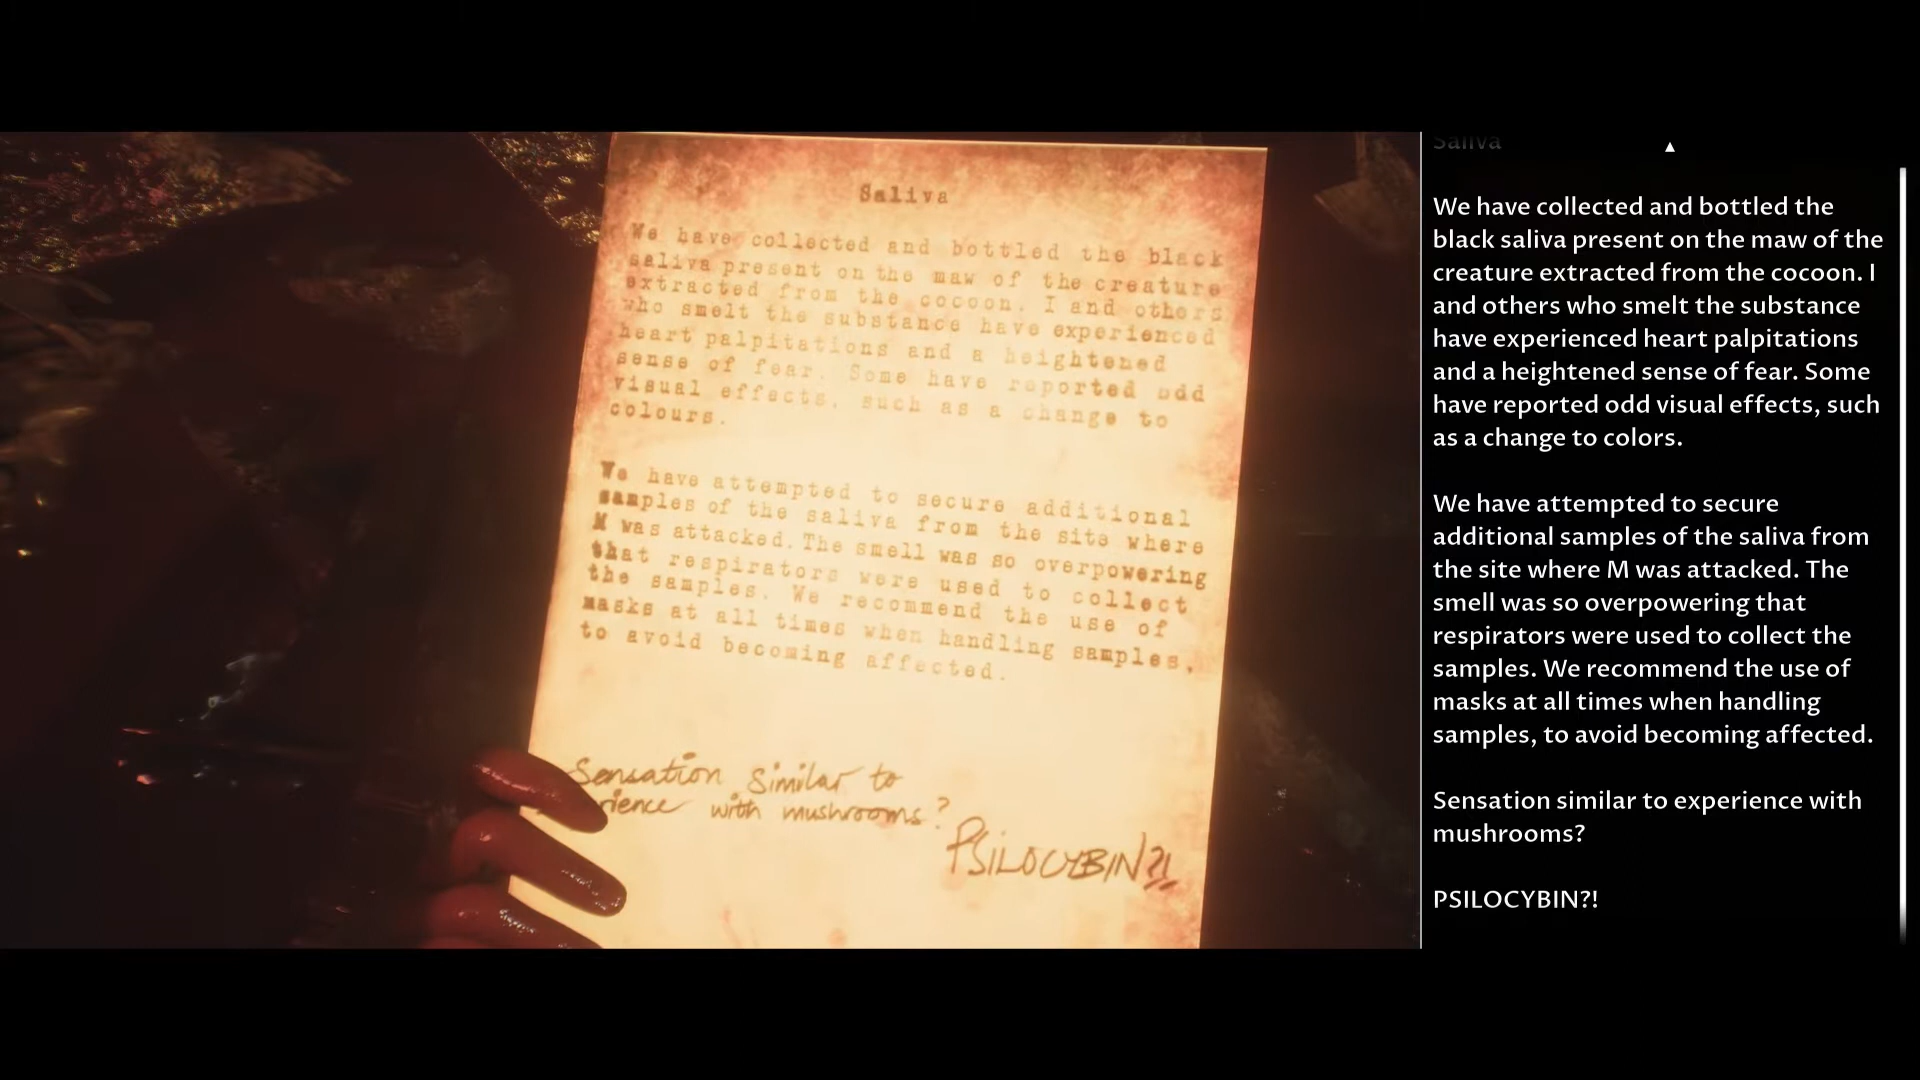 Saliva
We have collected and bottled the black
saliva present on the maw of the creature
extracted from the cocoon. I and others
who smelt the substance have experienced
heart palpitations and a heightened
sense of fear. Some have reported odd
visual effects, such as a change to
colours.
We have attempted to secure additional
samples of the saliva from the site where
M was attacked. The smell was so overpowering
that respirators were used to collect
the samples. We recommend the use of
masks at all times when handling samples,
to avoid becoming affected.
Sensation similar to
rience with mushrooms?
PSILOCYBIN?!
Saliva
We have collected and bottled the
black saliva present on the maw of the
creature extracted from the cocoon. I
and others who smelt the substance
have experienced heart palpitations
and a heightened sense of fear. Some
have reported odd visual effects, such
as a change to colors.
We have attempted to secure
additional samples of the saliva from
the site where M was attacked. The
smell was so overpowering that
respirators were used to collect the
samples. We recommend the use of
masks at all times when handling
samples, to avoid becoming affected.
Sensation similar to experience with
mushrooms?
PSILOCYBIN?!